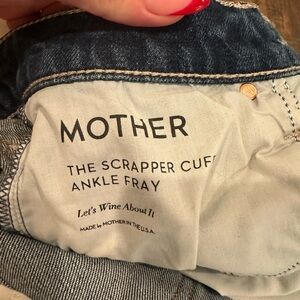 MOTHER
THE SCRAPPER CUFF
ANKLE FRAY
Let's Wine About It
MADE by MOTHER IN THE U.S.A.